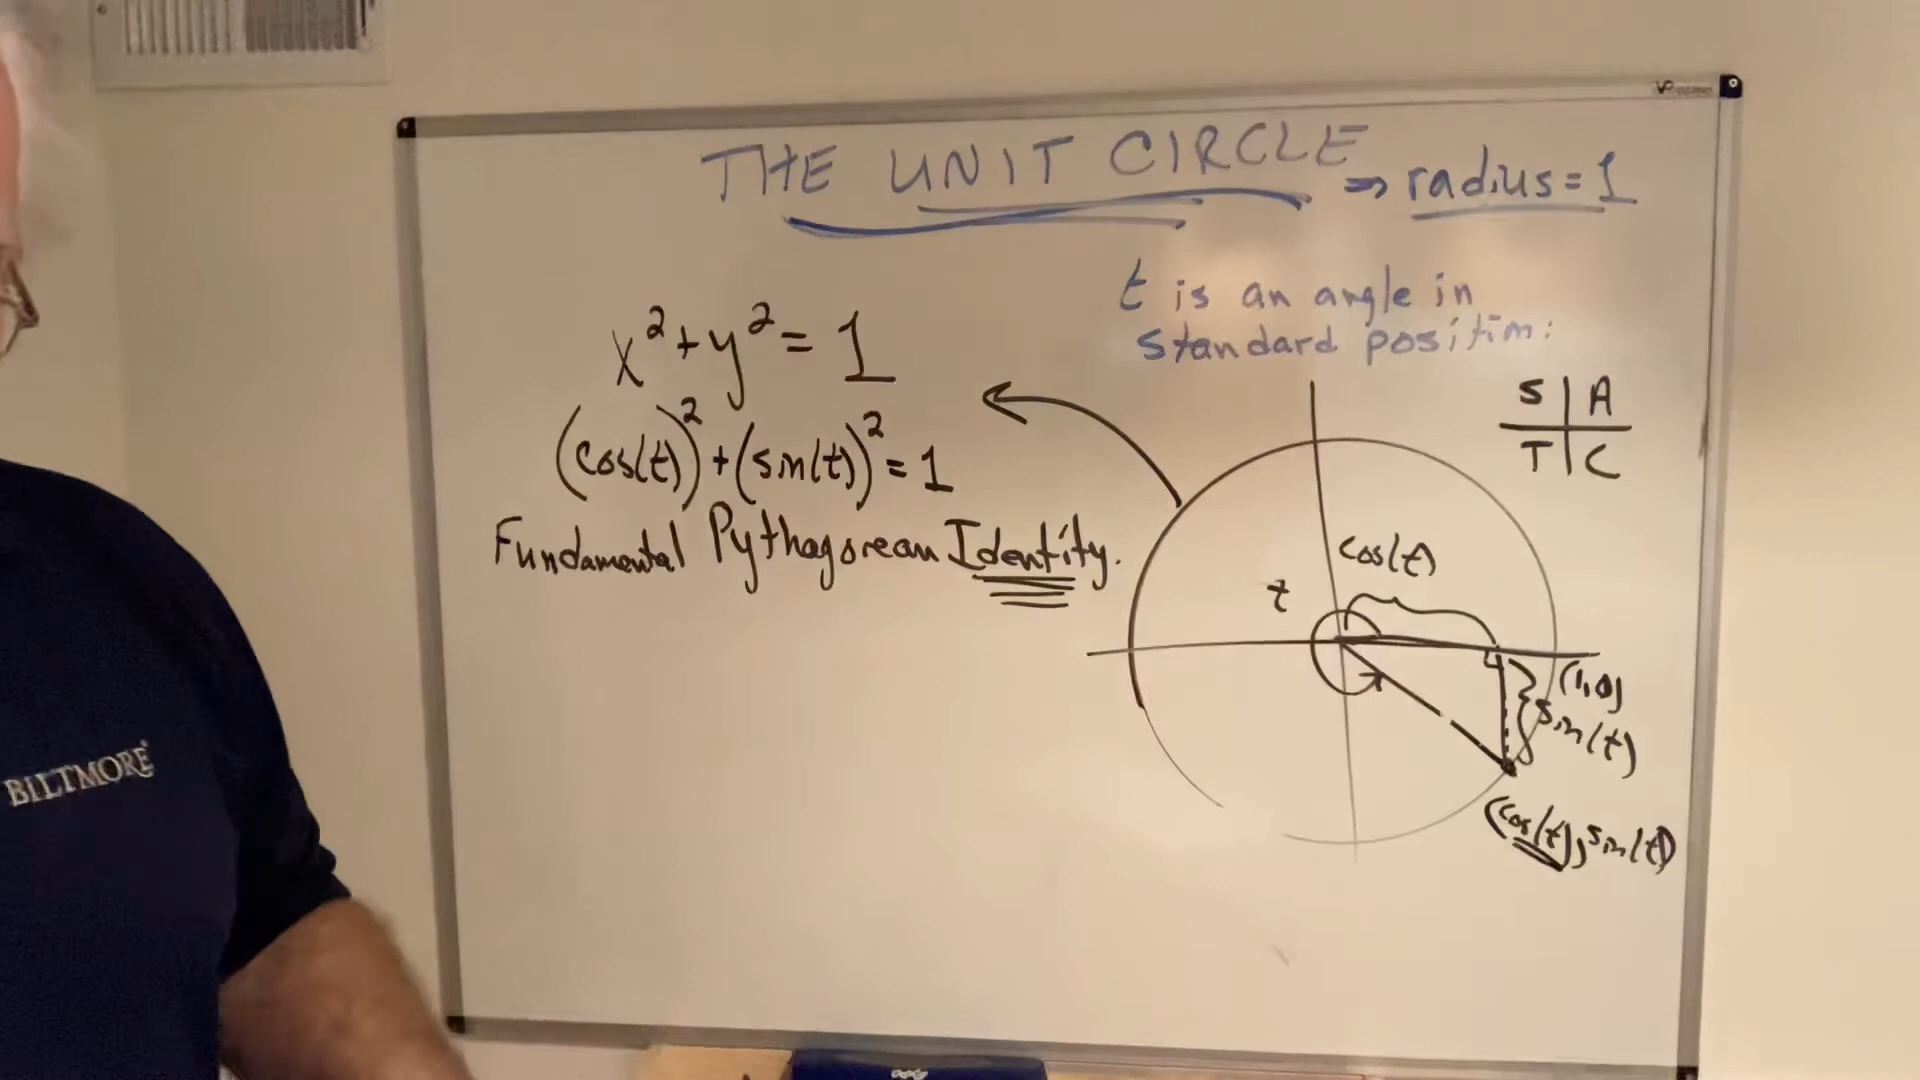 THE UNIT CIRCLE ⇒ radius = 1
t is an angle in
standard position:
x² + y² = 1
(cos(t))² + (sin(t))² = 1
Fundamental Pythagorean Identity.
S A
T C
cos(t)
t
(1,0)
sin(t)
(cos(t), sin(t))
BILTMORE®